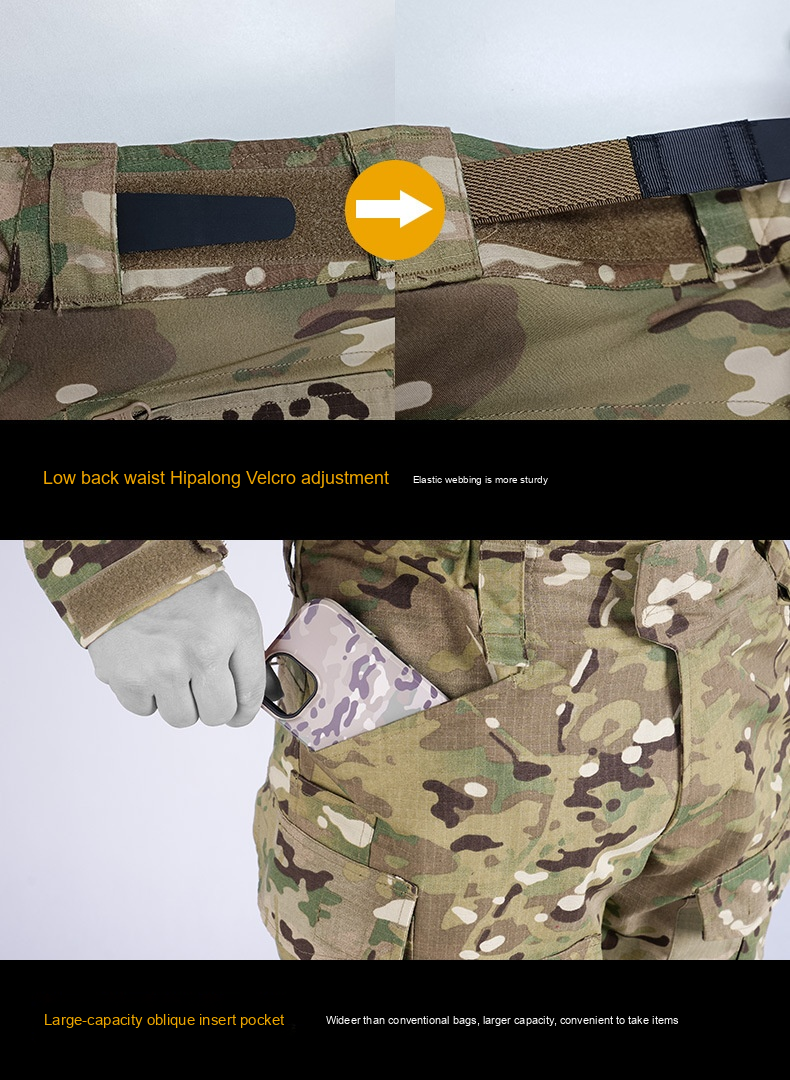 Low back waist Hipalong Velcro adjustment Elastic webbing is more sturdy
Large-capacity oblique insert pocket Wideer than conventional bags, larger capacity, convenient to take items